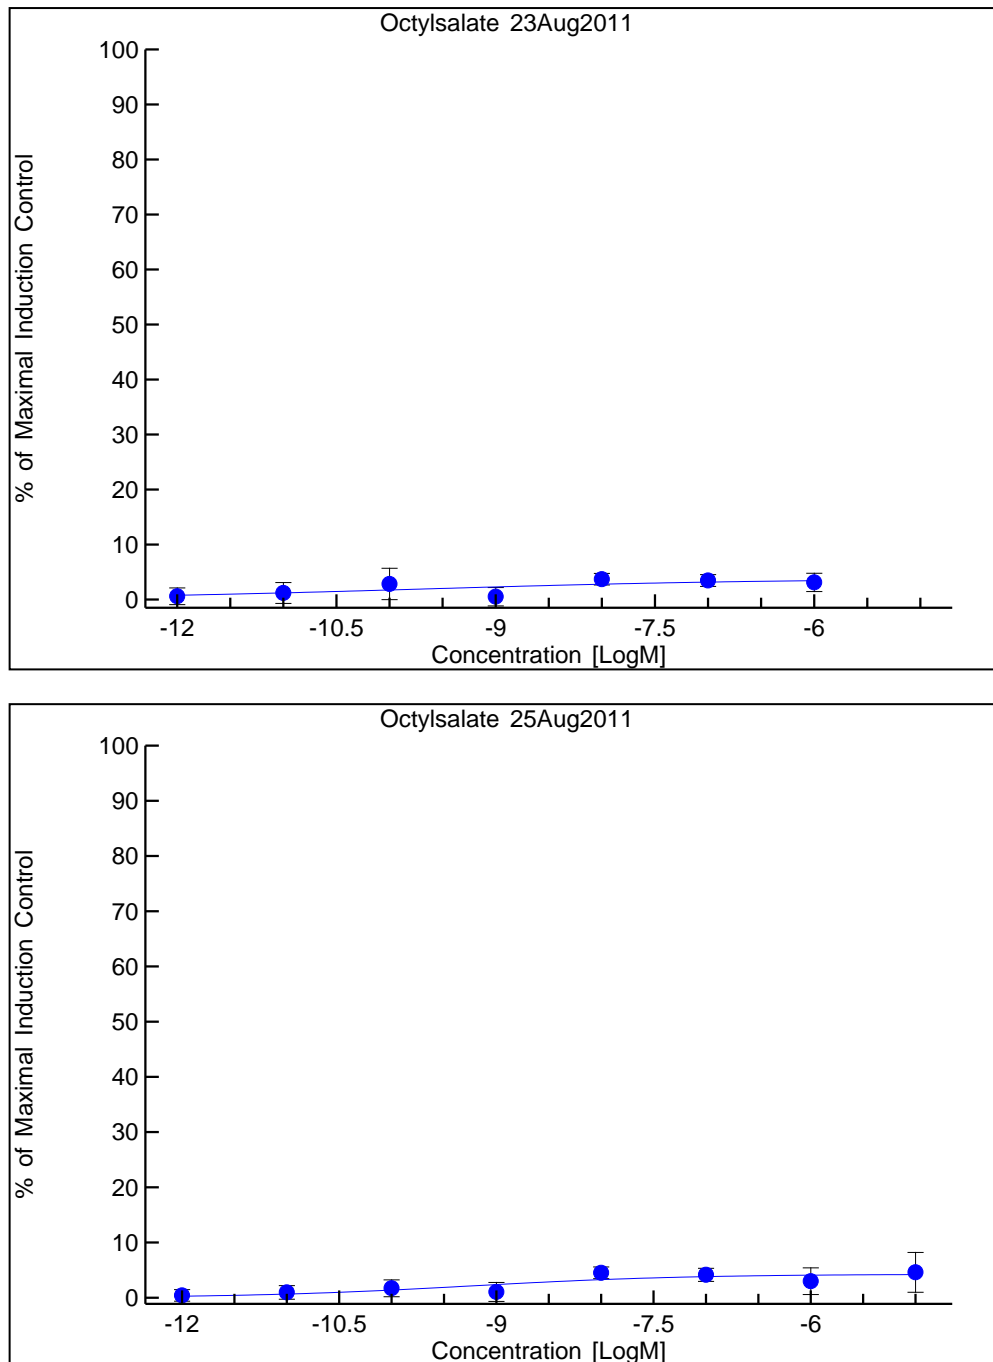 Octylsalate 23Aug2011
% of Maximal Induction Control
100
90
80
70
60
50
40
30
20
10
0
-12 -10.5 -9 -7.5 -6
Concentration [LogM]
Octylsalate 25Aug2011
% of Maximal Induction Control
100
90
80
70
60
50
40
30
20
10
0
-12 -10.5 -9 -7.5 -6
Concentration [LogM]